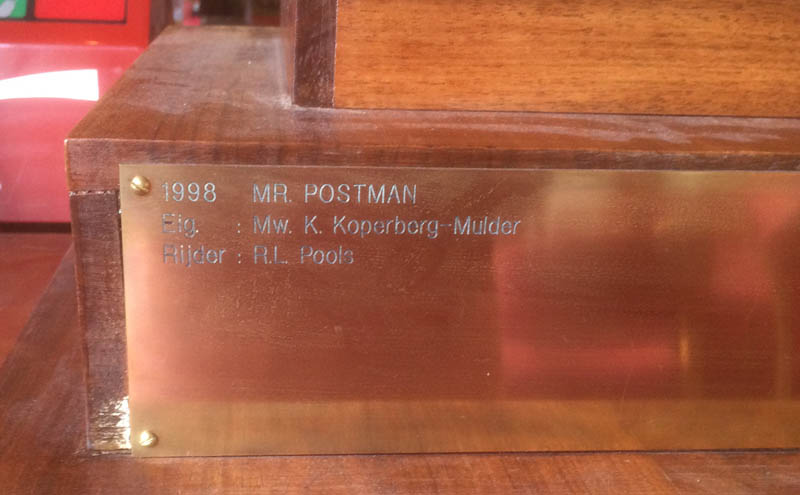 1998 MR. POSTMAN
Eig. : Mw. K. Koperberg-Mulder
Rijder : R.L. Pools